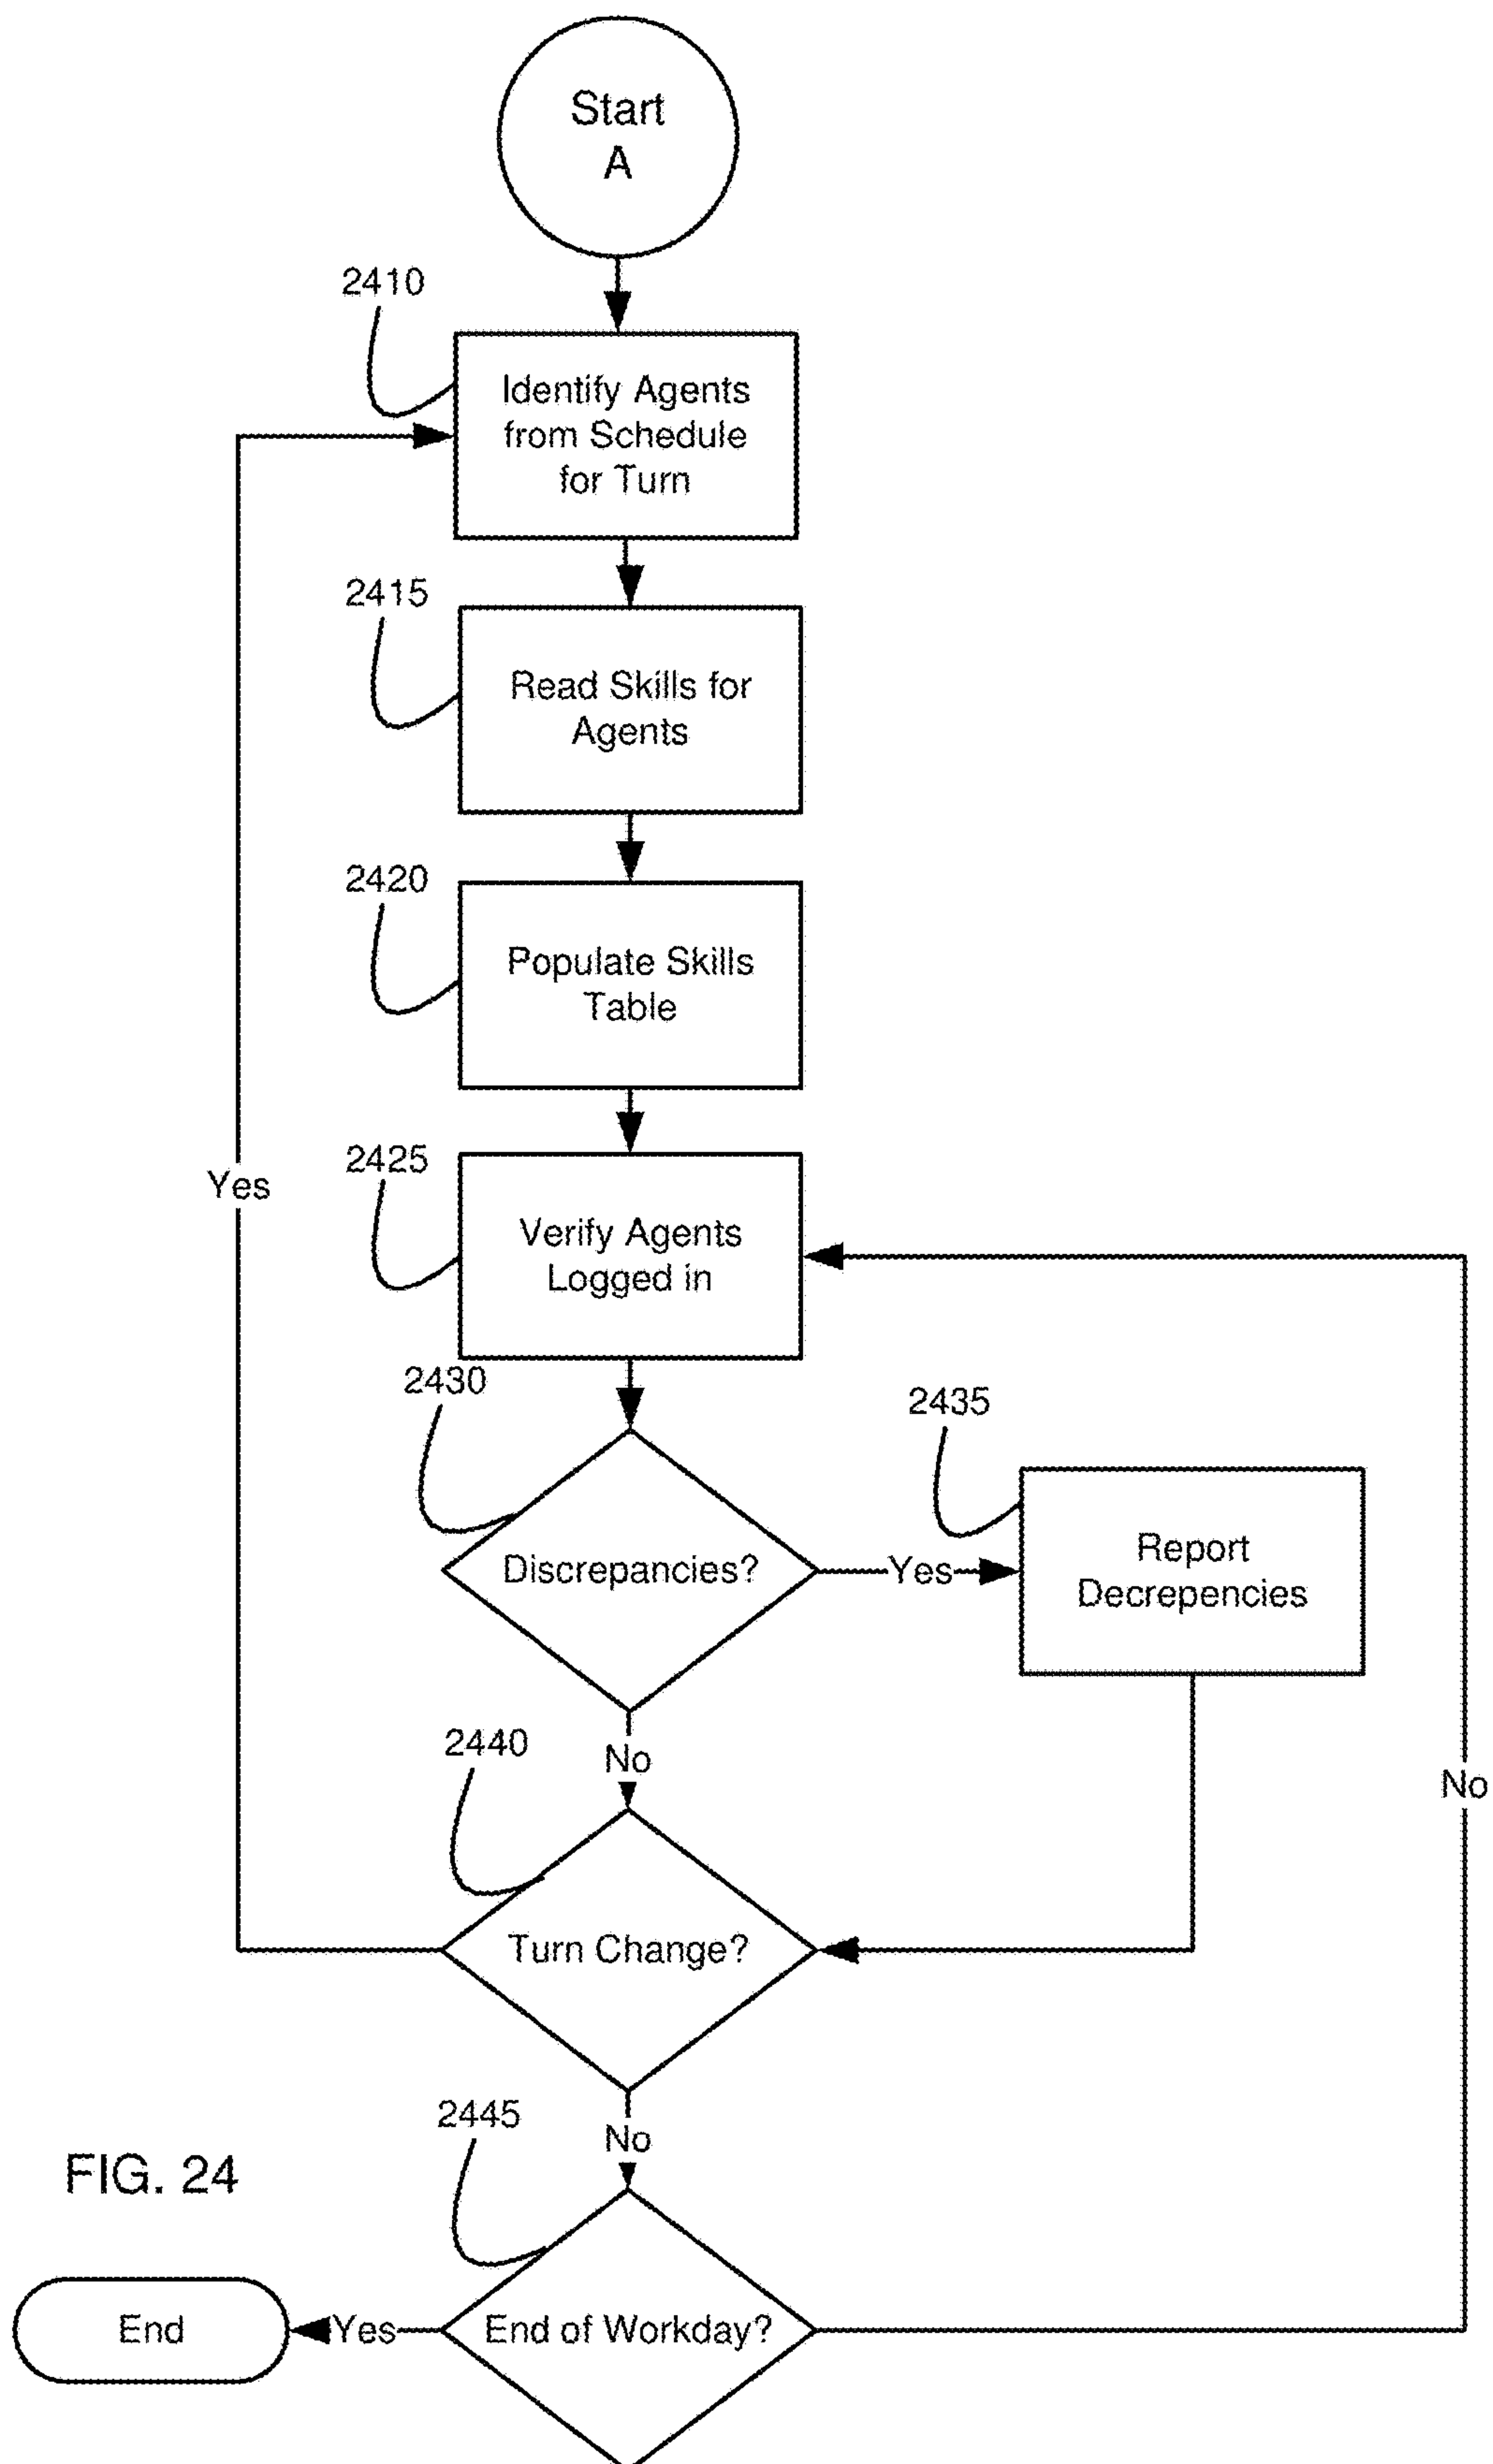 Start
A
2410
Identify Agents
from Schedule
for Turn
2415
Read Skills for
Agents
2420
Populate Skills
Table
Yes
2425
Verify Agents
Logged in
2430
2435
Discrepancies?
Yes
Report
Decrepencies
No
2440
No
Turn Change?
2445
No
FIG. 24
End
Yes
End of Workday?